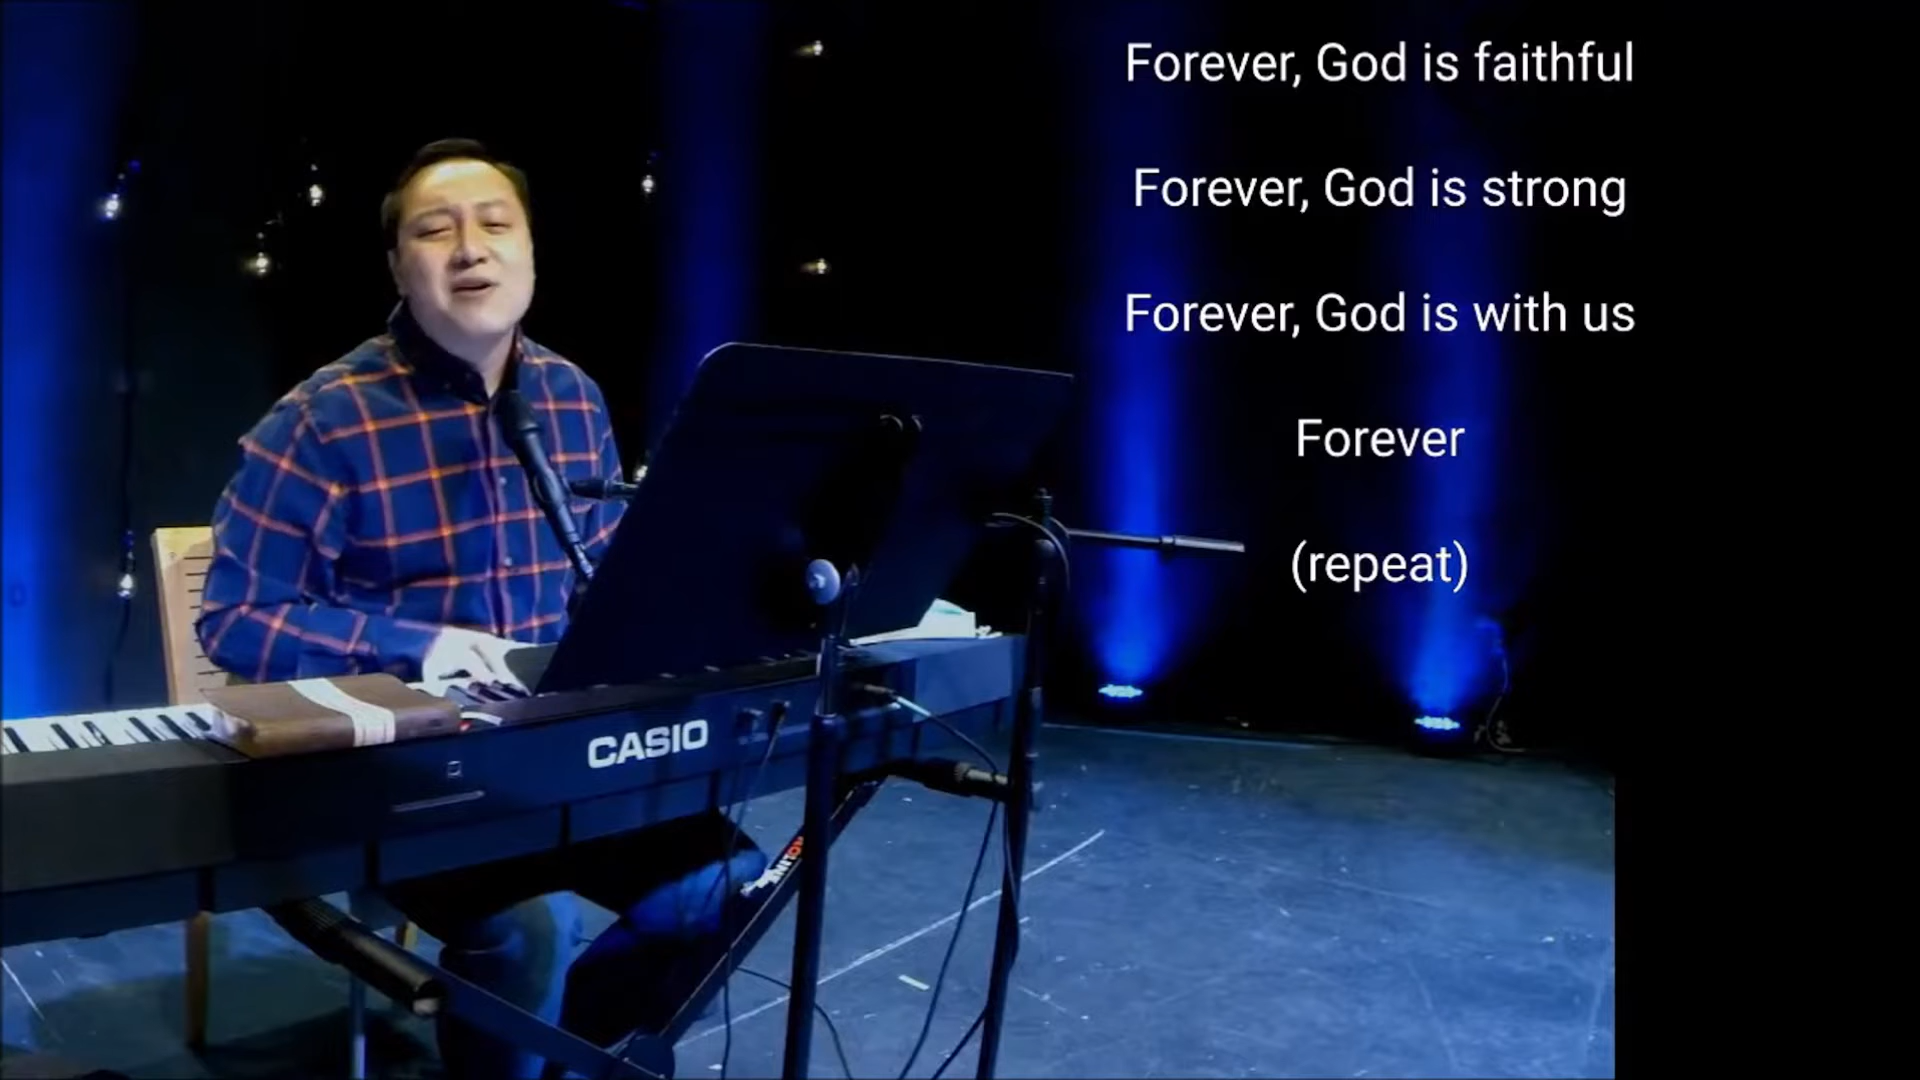 Forever, God is faithful
Forever, God is strong
Forever, God is with us
Forever
(repeat)
CASIO